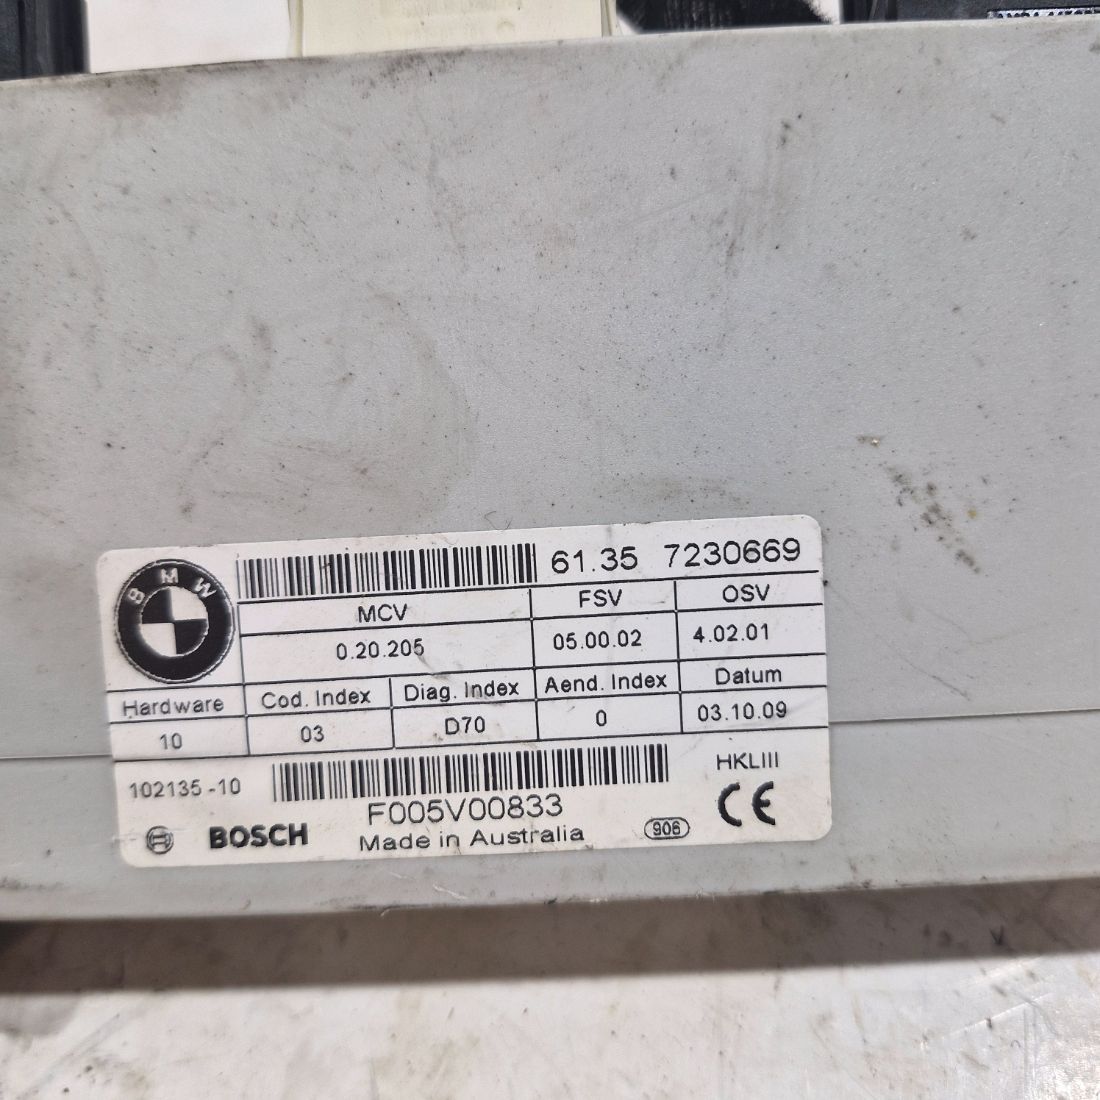 BMW
61.35 7230669
MCV FSV OSV
0.20.205 05.00.02 4.02.01
Hardware Cod. Index Diag. Index Aend. Index Datum
10 03 D70 0 03.10.09
102135-10 HKLIII
F005V00833
BOSCH Made in Australia 906 CE